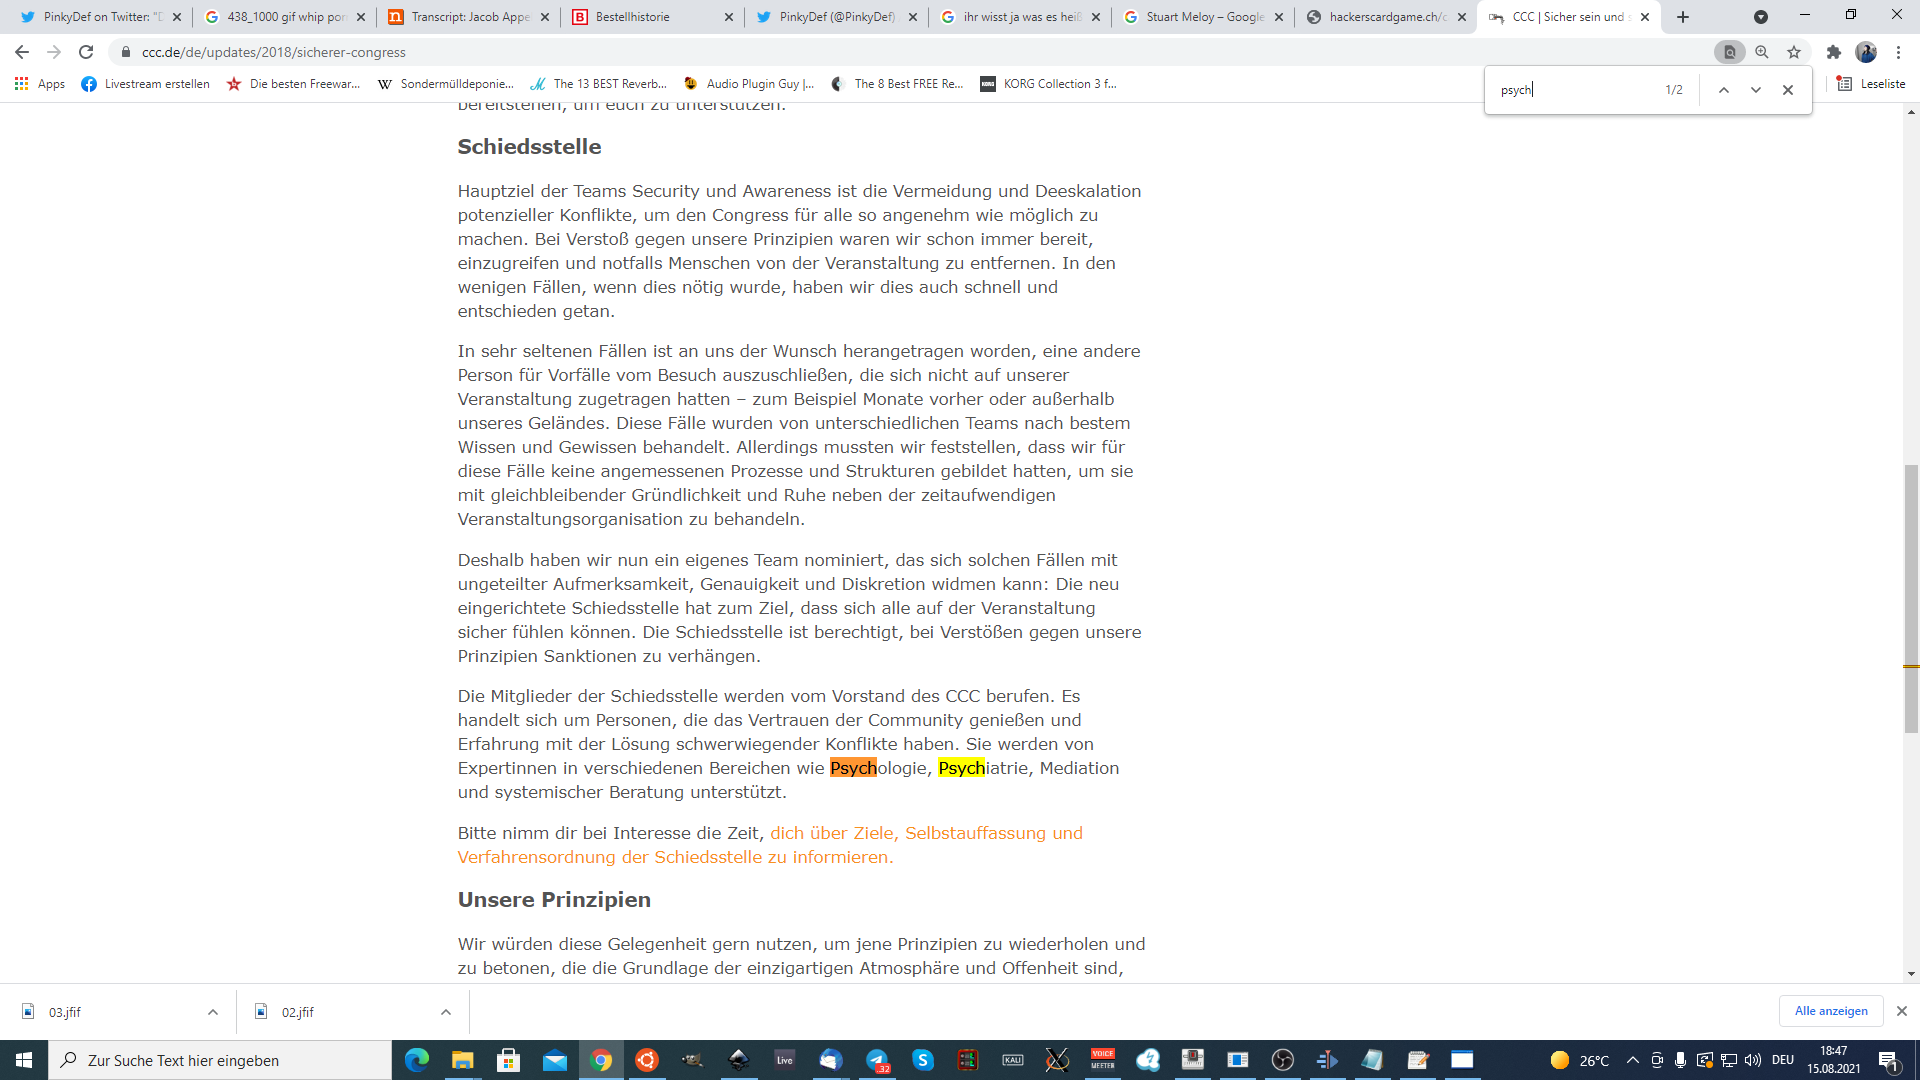 PinkyDef on Twitter: "D
438_1000 gif whip por
Transcript: Jacob Appe
Bestellhistorie
PinkyDef (@PinkyDef)
ihr wisst ja was es heiß
Stuart Meloy – Google
hackerscardgame.ch/c
CCC | Sicher sein und s
ccc.de/de/updates/2018/sicherer-congress
Apps
Livestream erstellen
Die besten Freewar...
Sondermülldeponie...
The 13 BEST Reverb...
Audio Plugin Guy |...
The 8 Best FREE Re...
KORG Collection 3 f...
Leseliste
psych
1/2
bereitstehen, um euch zu unterstützen.
Schiedsstelle
Hauptziel der Teams Security und Awareness ist die Vermeidung und Deeskalation
potenzieller Konflikte, um den Congress für alle so angenehm wie möglich zu
machen. Bei Verstoß gegen unsere Prinzipien waren wir schon immer bereit,
einzugreifen und notfalls Menschen von der Veranstaltung zu entfernen. In den
wenigen Fällen, wenn dies nötig wurde, haben wir dies auch schnell und
entschieden getan.
In sehr seltenen Fällen ist an uns der Wunsch herangetragen worden, eine andere
Person für Vorfälle vom Besuch auszuschließen, die sich nicht auf unserer
Veranstaltung zugetragen hatten – zum Beispiel Monate vorher oder außerhalb
unseres Geländes. Diese Fälle wurden von unterschiedlichen Teams nach bestem
Wissen und Gewissen behandelt. Allerdings mussten wir feststellen, dass wir für
diese Fälle keine angemessenen Prozesse und Strukturen gebildet hatten, um sie
mit gleichbleibender Gründlichkeit und Ruhe neben der zeitaufwendigen
Veranstaltungsorganisation zu behandeln.
Deshalb haben wir nun ein eigenes Team nominiert, das sich solchen Fällen mit
ungeteilter Aufmerksamkeit, Genauigkeit und Diskretion widmen kann: Die neu
eingerichtete Schiedsstelle hat zum Ziel, dass sich alle auf der Veranstaltung
sicher fühlen können. Die Schiedsstelle ist berechtigt, bei Verstößen gegen unsere
Prinzipien Sanktionen zu verhängen.
Die Mitglieder der Schiedsstelle werden vom Vorstand des CCC berufen. Es
handelt sich um Personen, die das Vertrauen der Community genießen und
Erfahrung mit der Lösung schwerwiegender Konflikte haben. Sie werden von
Expertinnen in verschiedenen Bereichen wie Psychologie, Psychiatrie, Mediation
und systemischer Beratung unterstützt.
Bitte nimm dir bei Interesse die Zeit, dich über Ziele, Selbstauffassung und
Verfahrensordnung der Schiedsstelle zu informieren.
Unsere Prinzipien
Wir würden diese Gelegenheit gern nutzen, um jene Prinzipien zu wiederholen und
zu betonen, die die Grundlage der einzigartigen Atmosphäre und Offenheit sind,
03.jfif
02.jfif
Alle anzeigen
Zur Suche Text hier eingeben
Live
32
KALI
VOICE
MEETER
26°C
DEU
18:47
15.08.2021
1